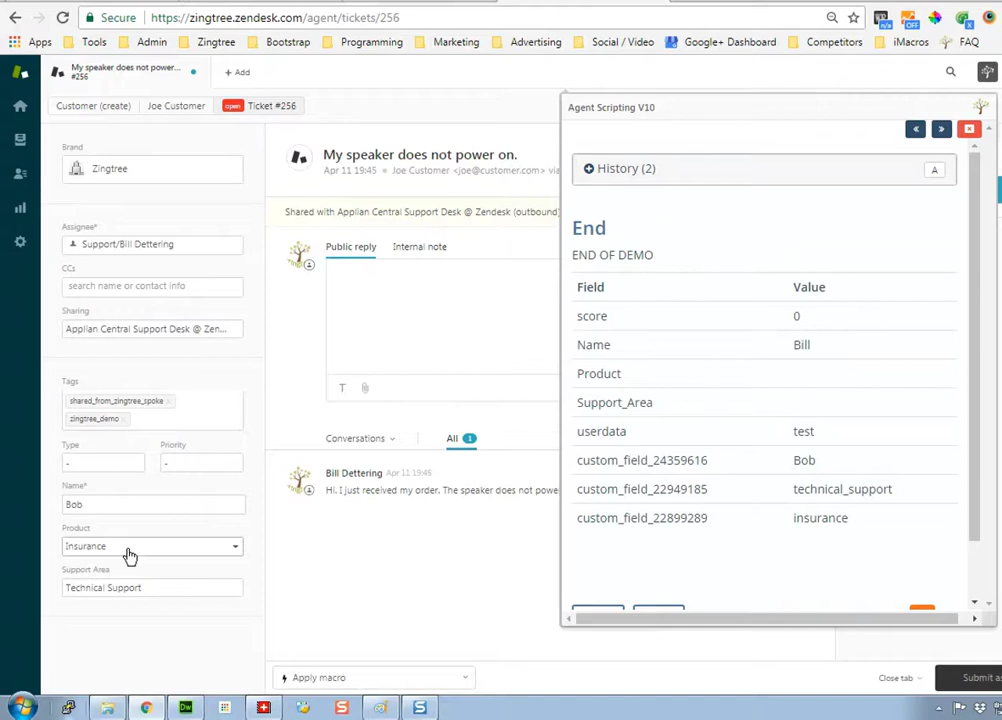 Secure https://zingtree.zendesk.com/agent/tickets/256
Apps Tools Admin Zingtree Bootstrap Programming Marketing Advertising Social / Video Google+ Dashboard Competitors iMacros FAQ
My speaker does not power...
#256
+ Add
Customer (create) Joe Customer open Ticket #256
Brand
Zingtree
Assignee*
Support/Bill Dettering
CCs
search name or contact info
Sharing
Applian Central Support Desk @ Zen...
Tags
shared_from_zingtree_spoke ×
zingtree_demo ×
Type Priority
- -
Name*
Bob
Product
Insurance
Support Area
Technical Support
My speaker does not power on.
Apr 11 19:45 Joe Customer <joe@customer.com> via
Shared with Applian Central Support Desk @ Zendesk (outbound)
Public reply Internal note
T
Conversations All 1
Bill Dettering Apr 11 19:45
Hi. I just received my order. The speaker does not powe
Apply macro
Close tab
Submit as
Agent Scripting V10
« »
History (2) A
End
END OF DEMO
Field Value
score 0
Name Bill
Product
Support_Area
userdata test
custom_field_24359616 Bob
custom_field_22949185 technical_support
custom_field_22899289 insurance
Dw S S